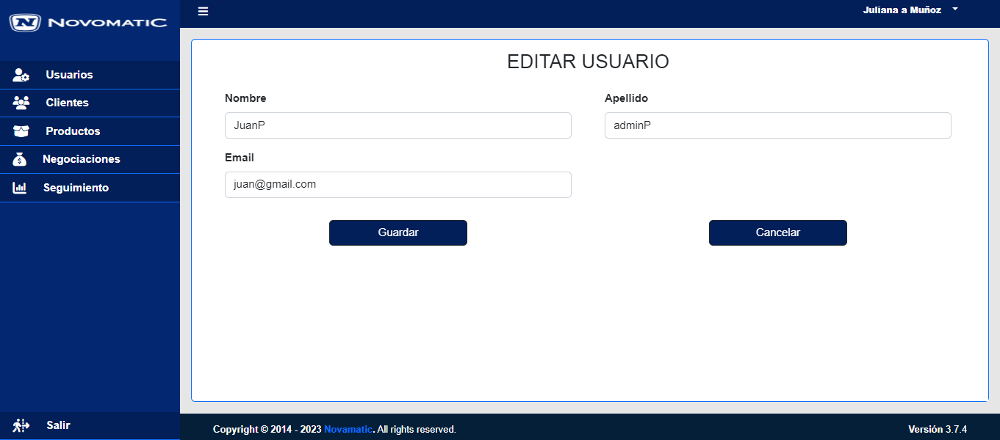 NOVOMATIC
Juliana a Muñoz
Usuarios
Clientes
Productos
Negociaciones
Seguimiento
Salir
EDITAR USUARIO
Nombre
JuanP
Apellido
adminP
Email
juan@gmail.com
Guardar
Cancelar
Copyright © 2014 - 2023 Novamatic. All rights reserved.
Versión 3.7.4